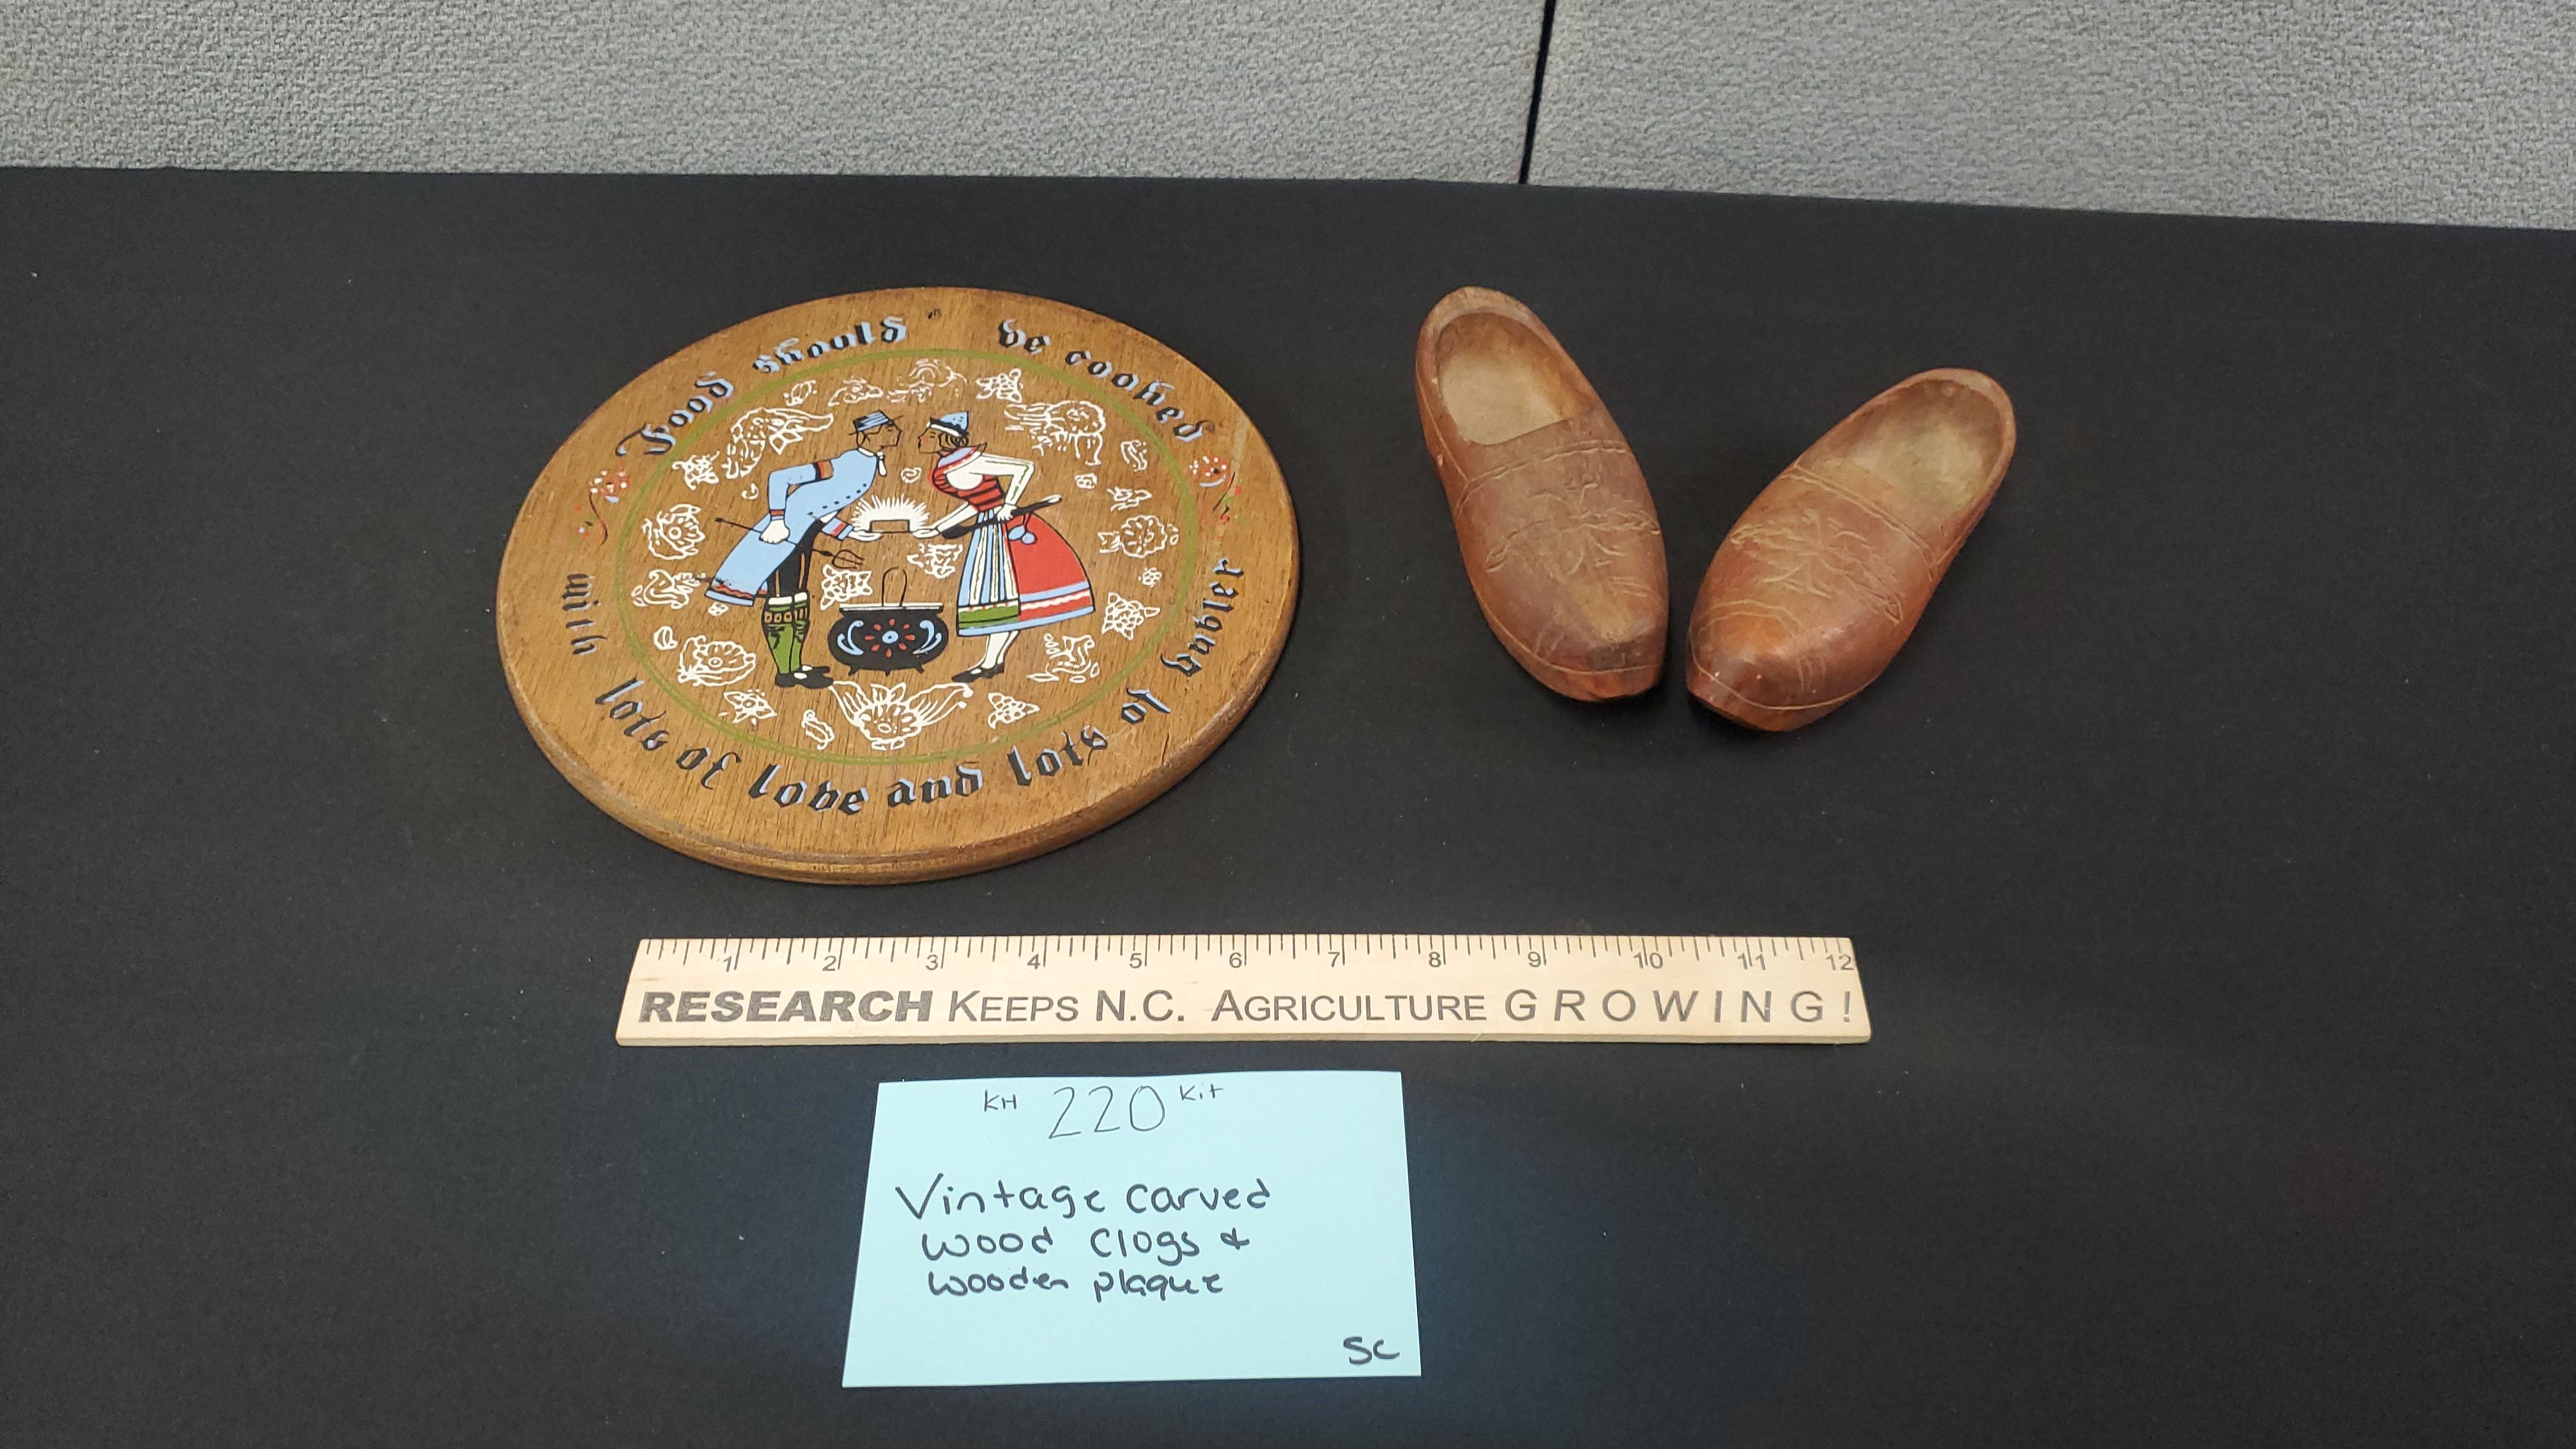 Food should be cooked
with lots of love and lots of butter
1 2 3 4 5 6 7 8 9 10 11 12
RESEARCH KEEPS N.C. AGRICULTURE GROWING!
KH 220 Kit
Vintage carved
wood clogs &
wooden plaque
SC